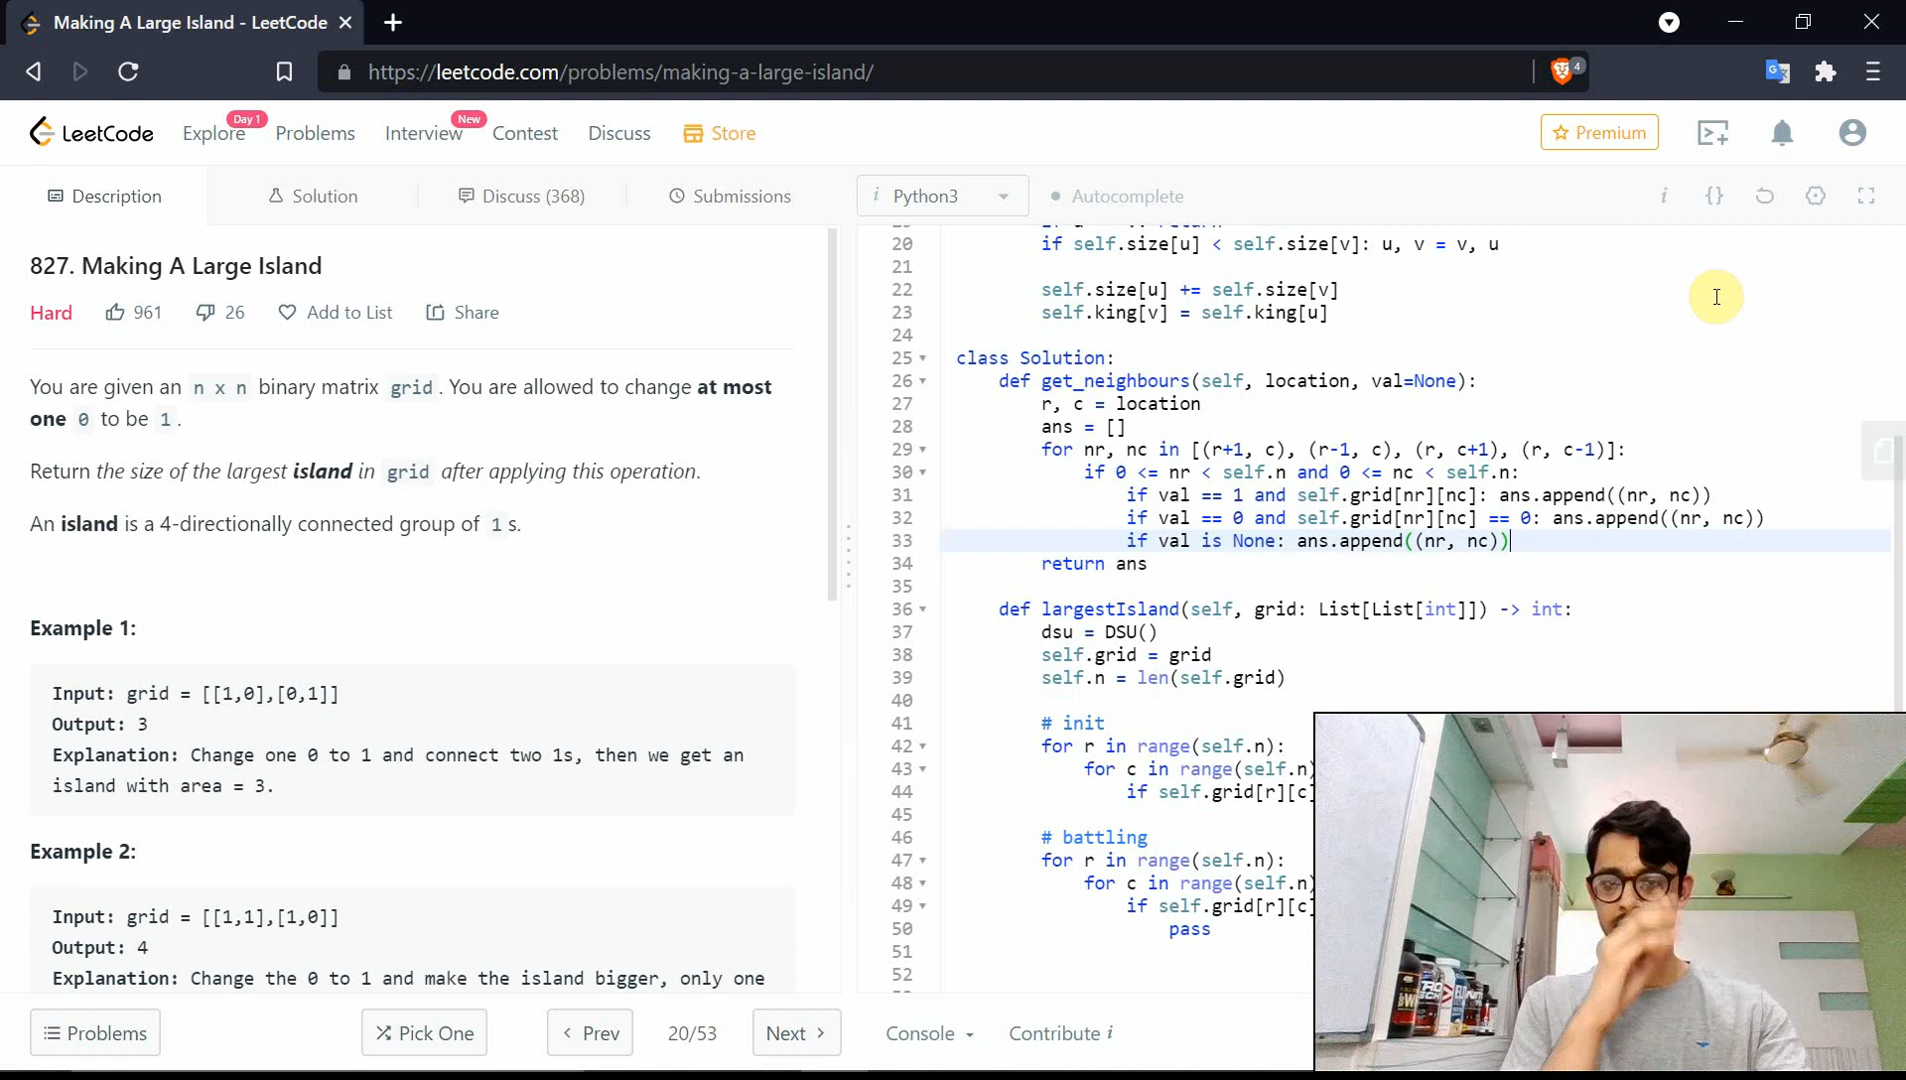 Making A Large Island - LeetCode
https://leetcode.com/problems/making-a-large-island/
4
LeetCode
Explore
Day 1
Problems
Interview
New
Contest
Discuss
Store
Premium
Description
Solution
Discuss (368)
Submissions
i Python3
Autocomplete
827. Making A Large Island
Hard
961
26
Add to List
Share
You are given an n x n binary matrix grid. You are allowed to change at most
one 0 to be 1.
Return the size of the largest island in grid after applying this operation.
An island is a 4-directionally connected group of 1s.
Example 1:
Input: grid = [[1,0],[0,1]]
Output: 3
Explanation: Change one 0 to 1 and connect two 1s, then we get an
island with area = 3.
Example 2:
Input: grid = [[1,1],[1,0]]
Output: 4
Explanation: Change the 0 to 1 and make the island bigger, only one
20 if self.size[u] < self.size[v]: u, v = v, u
21
22 self.size[u] += self.size[v]
23 self.king[v] = self.king[u]
24
25 class Solution:
26 def get_neighbours(self, location, val=None):
27 r, c = location
28 ans = []
29 for nr, nc in [(r+1, c), (r-1, c), (r, c+1), (r, c-1)]:
30 if 0 <= nr < self.n and 0 <= nc < self.n:
31 if val == 1 and self.grid[nr][nc]: ans.append((nr, nc))
32 if val == 0 and self.grid[nr][nc] == 0: ans.append((nr, nc))
33 if val is None: ans.append((nr, nc))
34 return ans
35
36 def largestIsland(self, grid: List[List[int]]) -> int:
37 dsu = DSU()
38 self.grid = grid
39 self.n = len(self.grid)
40
41 # init
42 for r in range(self.n):
43 for c in range(self.n)
44 if self.grid[r][c]
45
46 # battling
47 for r in range(self.n):
48 for c in range(self.n)
49 if self.grid[r][c]
50 pass
51
52
Problems
Pick One
Prev
20/53
Next
Console
Contribute i